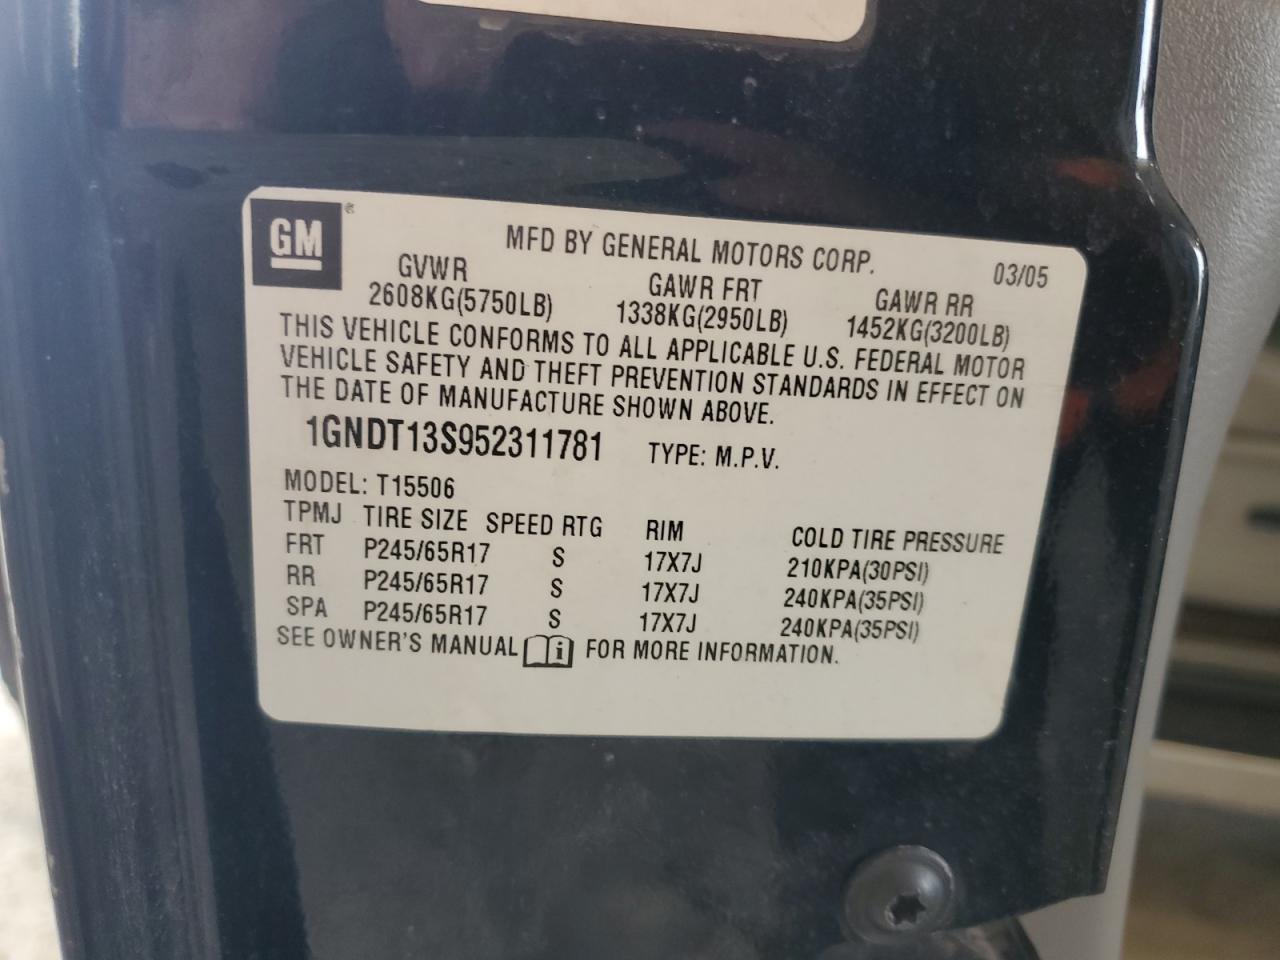 GM®
MFD BY GENERAL MOTORS CORP. 03/05
GVWR GAWR FRT GAWR RR
2608KG(5750LB) 1338KG(2950LB) 1452KG(3200LB)
THIS VEHICLE CONFORMS TO ALL APPLICABLE U.S. FEDERAL MOTOR
VEHICLE SAFETY AND THEFT PREVENTION STANDARDS IN EFFECT ON
THE DATE OF MANUFACTURE SHOWN ABOVE.
1GNDT13S952311781 TYPE: M.P.V.
MODEL: T15506
TPMJ TIRE SIZE SPEED RTG RIM COLD TIRE PRESSURE
FRT P245/65R17 S 17X7J 210KPA(30PSI)
RR P245/65R17 S 17X7J 240KPA(35PSI)
SPA P245/65R17 S 17X7J 240KPA(35PSI)
SEE OWNER'S MANUAL i FOR MORE INFORMATION.